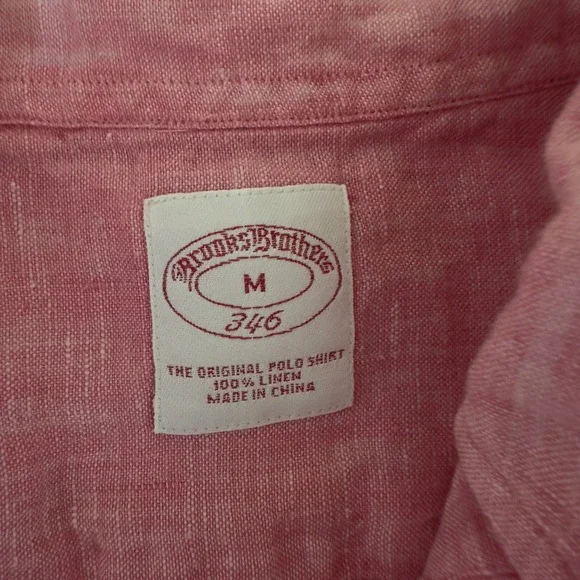 Brooks Brothers
M
346
THE ORIGINAL POLO SHIRT
100% LINEN
MADE IN CHINA